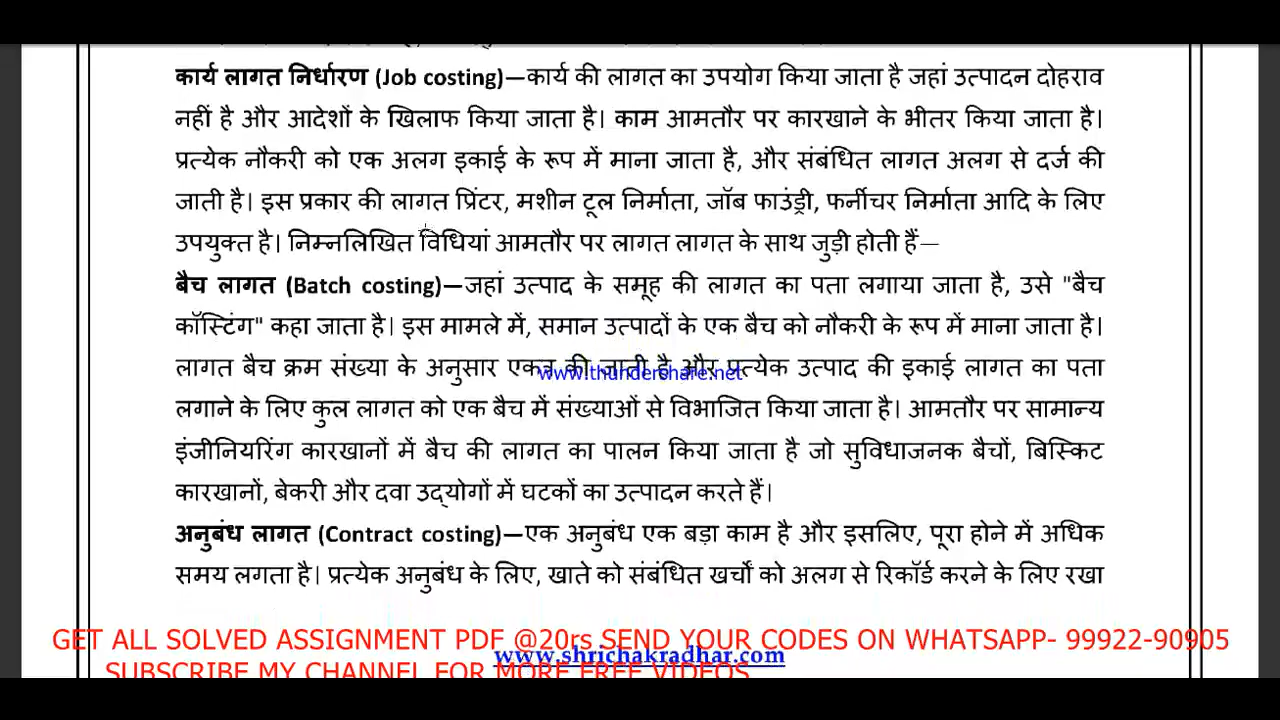 कार्य लागत निर्धारण (Job costing)—कार्य की लागत का उपयोग किया जाता है जहां उत्पादन दोहराव
नहीं है और आदेशों के खिलाफ किया जाता है। काम आमतौर पर कारखाने के भीतर किया जाता है।
प्रत्येक नौकरी को एक अलग इकाई के रूप में माना जाता है, और संबंधित लागत अलग से दर्ज की
जाती है। इस प्रकार की लागत प्रिंटर, मशीन टूल निर्माता, जॉब फाउंड्री, फर्नीचर निर्माता आदि के लिए
उपयुक्त है। निम्नलिखित विधियां आमतौर पर लागत लागत के साथ जुड़ी होती हैं—
बैच लागत (Batch costing)—जहां उत्पाद के समूह की लागत का पता लगाया जाता है, उसे "बैच
कॉस्टिंग" कहा जाता है। इस मामले में, समान उत्पादों के एक बैच को नौकरी के रूप में माना जाता है।
लागत बैच क्रम संख्या के अनुसार एकत्र की जाती है और प्रत्येक उत्पाद की इकाई लागत का पता
www.thundershare.net
लगाने के लिए कुल लागत को एक बैच में संख्याओं से विभाजित किया जाता है। आमतौर पर सामान्य
इंजीनियरिंग कारखानों में बैच की लागत का पालन किया जाता है जो सुविधाजनक बैचों, बिस्किट
कारखानों, बेकरी और दवा उद्योगों में घटकों का उत्पादन करते हैं।
अनुबंध लागत (Contract costing)—एक अनुबंध एक बड़ा काम है और इसलिए, पूरा होने में अधिक
समय लगता है। प्रत्येक अनुबंध के लिए, खाते को संबंधित खर्चों को अलग से रिकॉर्ड करने के लिए रखा
GET ALL SOLVED ASSIGNMENT PDF @20rs SEND YOUR CODES ON WHATSAPP- 99922-90905
www.shrichakradhar.com
SUBSCRIBE MY CHANNEL FOR MORE FREE VIDEOS